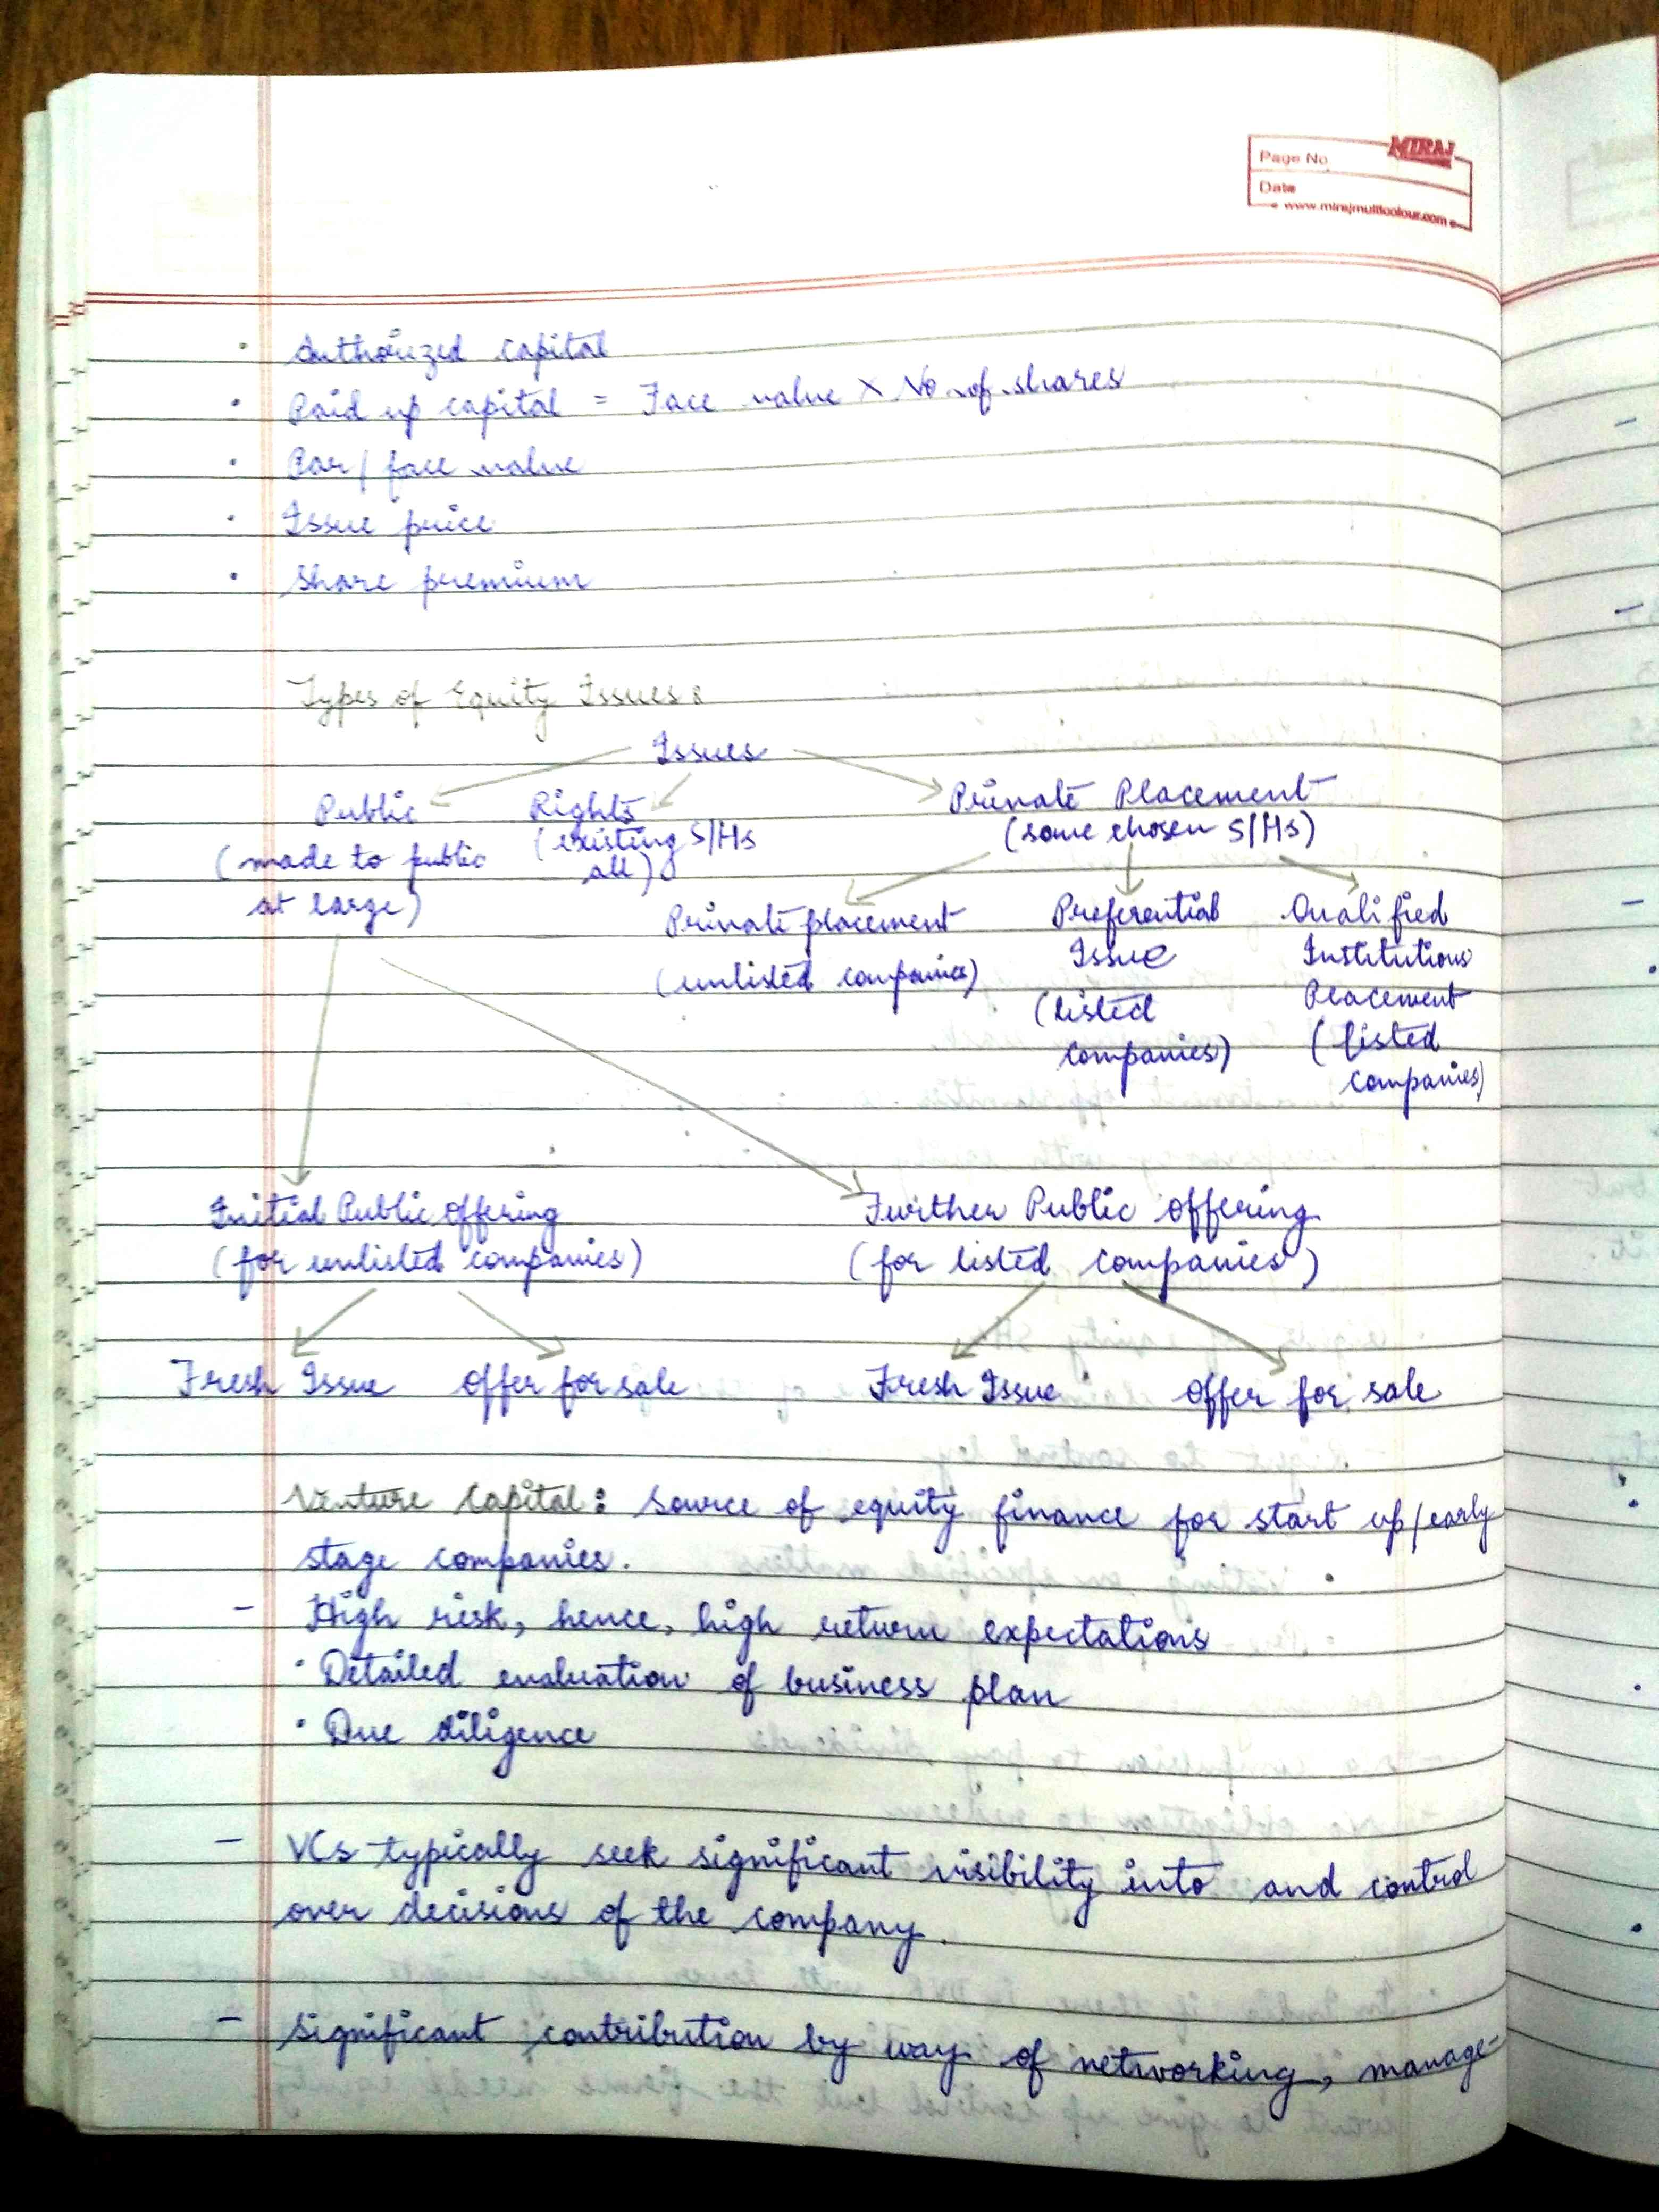 MIRAJ
Page No.
Date
www.mirajmulticolour.com
• Authorized capital
• Paid up capital = Face value × No of shares
• Par/face value
• Issue price
• Share premium
Types of Equity Issues:
Issues
Public
(made to public
at large)
Rights
(existing S/Hs
all)
Private Placement
(some chosen S/Hs)
Private placement
(unlisted companies)
Preferential
Issue
(listed
companies)
Qualified
Institutions
Placement
(listed
companies)
Initial Public Offering
(for unlisted companies)
Further Public Offering
(for listed companies)
Fresh Issue Offer for sale Fresh Issue Offer for sale
Venture Capital: Source of equity finance for start up/early
stage companies.
- High risk, hence, high return expectations
• Detailed evaluation of business plan
• Due diligence
- VCs typically seek significant visibility into and control
over decisions of the company.
- Significant contribution by way of networking, manage-